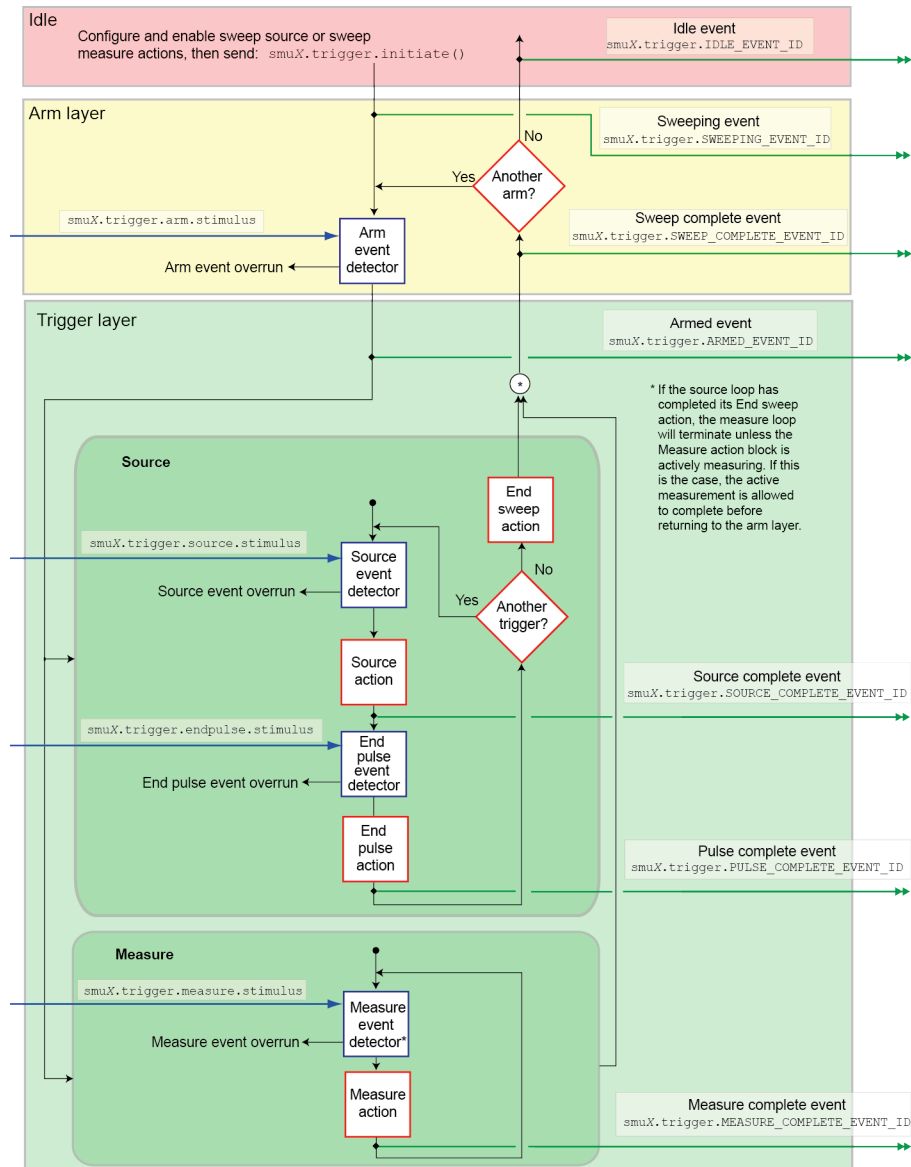 Idle
Configure and enable sweep source or sweep
measure actions, then send: smuX.trigger.initiate()
Idle event
smuX.trigger.IDLE_EVENT_ID
Arm layer
Sweeping event
smuX.trigger.SWEEPING_EVENT_ID
No
Yes
Another
arm?
smuX.trigger.arm.stimulus
Arm
event
detector
Arm event overrun
Sweep complete event
smuX.trigger.SWEEP_COMPLETE_EVENT_ID
Trigger layer
Armed event
smuX.trigger.ARMED_EVENT_ID
*
* If the source loop has
completed its End sweep
action, the measure loop
will terminate unless the
Measure action block is
actively measuring. If this
is the case, the active
measurement is allowed
to complete before
returning to the arm layer.
Source
End
sweep
action
smuX.trigger.source.stimulus
Source
event
detector
Source event overrun
No
Yes
Another
trigger?
Source
action
Source complete event
smuX.trigger.SOURCE_COMPLETE_EVENT_ID
smuX.trigger.endpulse.stimulus
End
pulse
event
detector
End pulse event overrun
End
pulse
action
Pulse complete event
smuX.trigger.PULSE_COMPLETE_EVENT_ID
Measure
smuX.trigger.measure.stimulus
Measure
event
detector*
Measure event overrun
Measure
action
Measure complete event
smuX.trigger.MEASURE_COMPLETE_EVENT_ID